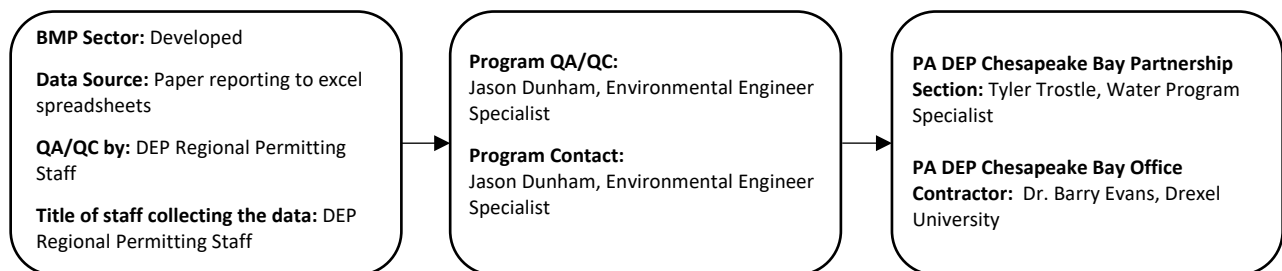 BMP Sector: Developed
Data Source: Paper reporting to excel
spreadsheets
QA/QC by: DEP Regional Permitting
Staff
Title of staff collecting the data: DEP
Regional Permitting Staff
Program QA/QC:
Jason Dunham, Environmental Engineer
Specialist
Program Contact:
Jason Dunham, Environmental Engineer
Specialist
PA DEP Chesapeake Bay Partnership
Section: Tyler Trostle, Water Program
Specialist
PA DEP Chesapeake Bay Office
Contractor: Dr. Barry Evans, Drexel
University